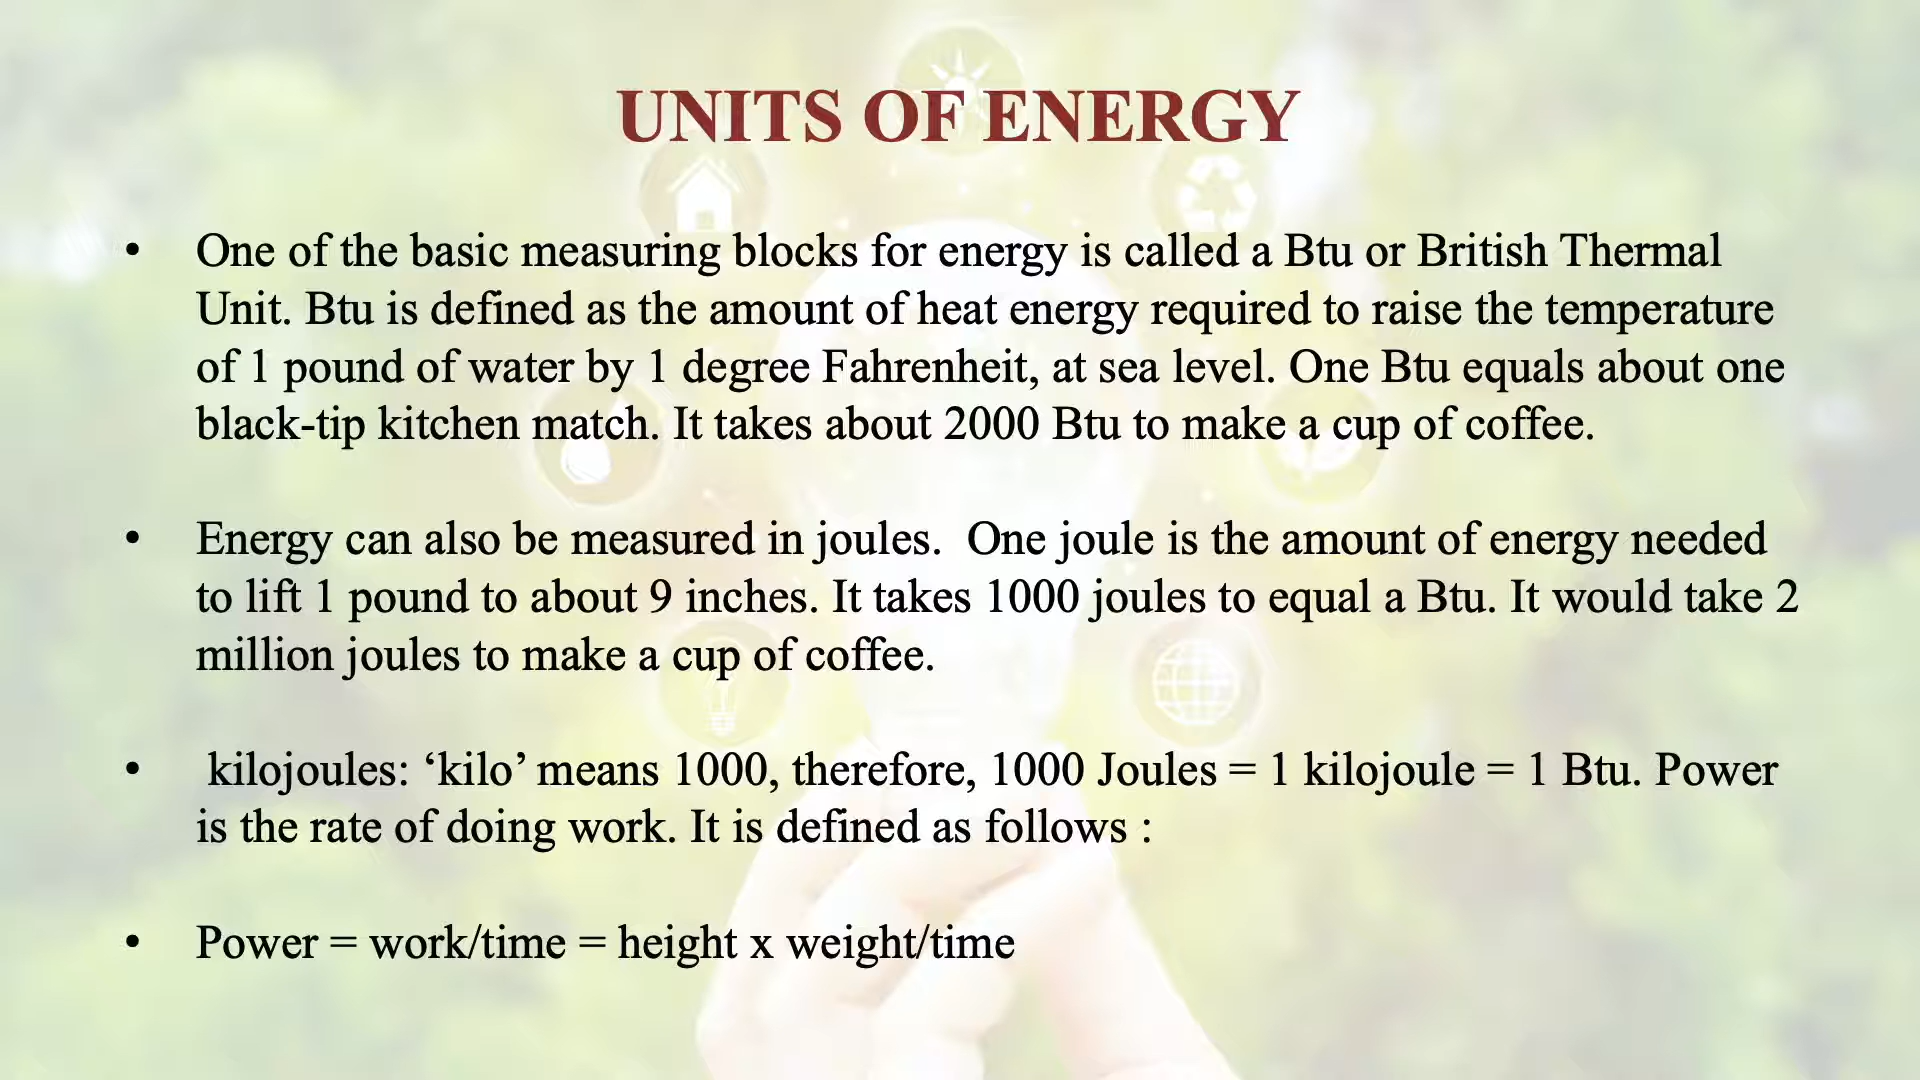 UNITS OF ENERGY
• One of the basic measuring blocks for energy is called a Btu or British Thermal
Unit. Btu is defined as the amount of heat energy required to raise the temperature
of 1 pound of water by 1 degree Fahrenheit, at sea level. One Btu equals about one
black-tip kitchen match. It takes about 2000 Btu to make a cup of coffee.
• Energy can also be measured in joules.  One joule is the amount of energy needed
to lift 1 pound to about 9 inches. It takes 1000 joules to equal a Btu. It would take 2
million joules to make a cup of coffee.
• kilojoules: ‘kilo’ means 1000, therefore, 1000 Joules = 1 kilojoule = 1 Btu. Power
is the rate of doing work. It is defined as follows :
• Power = work/time = height x weight/time